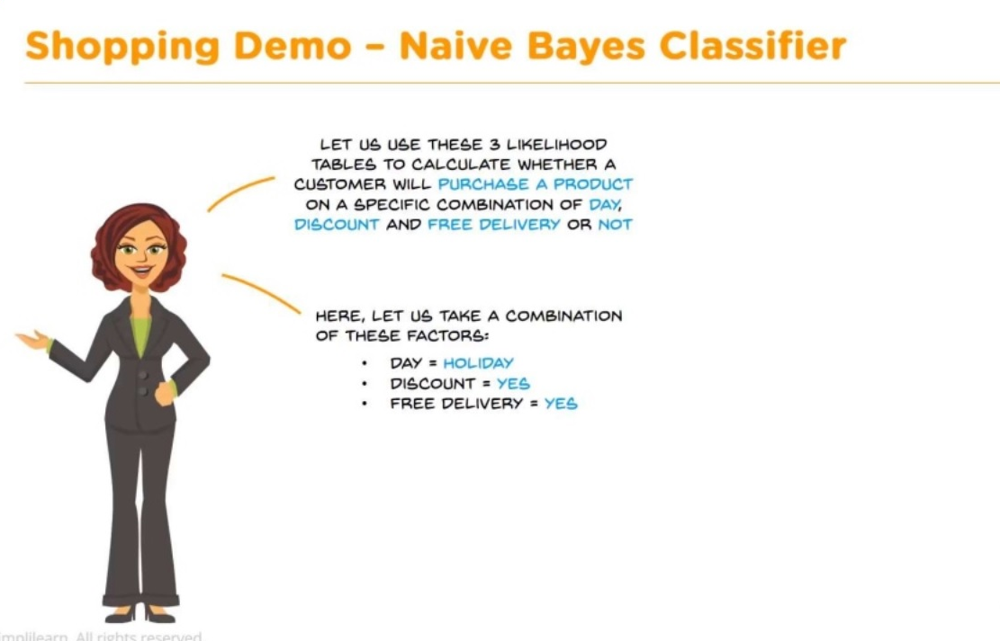 Shopping Demo – Naive Bayes Classifier
LET US USE THESE 3 LIKELIHOOD
TABLES TO CALCULATE WHETHER A
CUSTOMER WILL PURCHASE A PRODUCT
ON A SPECIFIC COMBINATION OF DAY,
DISCOUNT AND FREE DELIVERY OR NOT
HERE, LET US TAKE A COMBINATION
OF THESE FACTORS:
• DAY = HOLIDAY
• DISCOUNT = YES
• FREE DELIVERY = YES
implilearn. All rights reserved